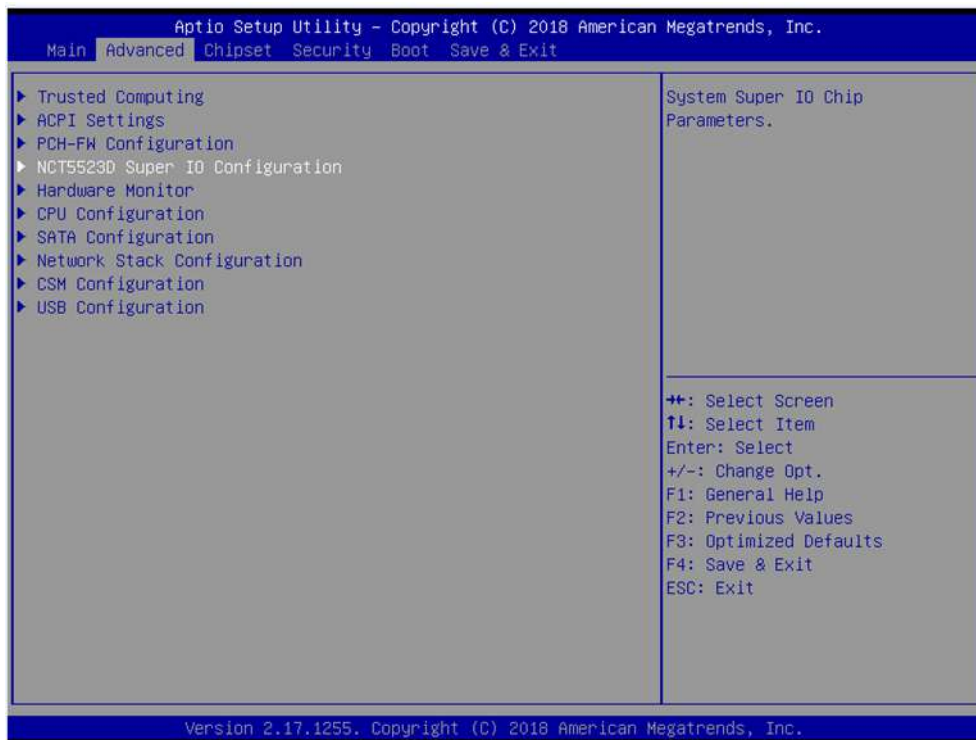 Aptio Setup Utility – Copyright (C) 2018 American Megatrends, Inc.
Main Advanced Chipset Security Boot Save & Exit
▶ Trusted Computing
▶ ACPI Settings
▶ PCH-FW Configuration
▶ NCT5523D Super IO Configuration
▶ Hardware Monitor
▶ CPU Configuration
▶ SATA Configuration
▶ Network Stack Configuration
▶ CSM Configuration
▶ USB Configuration
System Super IO Chip
Parameters.
→←: Select Screen
↑↓: Select Item
Enter: Select
+/-: Change Opt.
F1: General Help
F2: Previous Values
F3: Optimized Defaults
F4: Save & Exit
ESC: Exit
Version 2.17.1255. Copyright (C) 2018 American Megatrends, Inc.